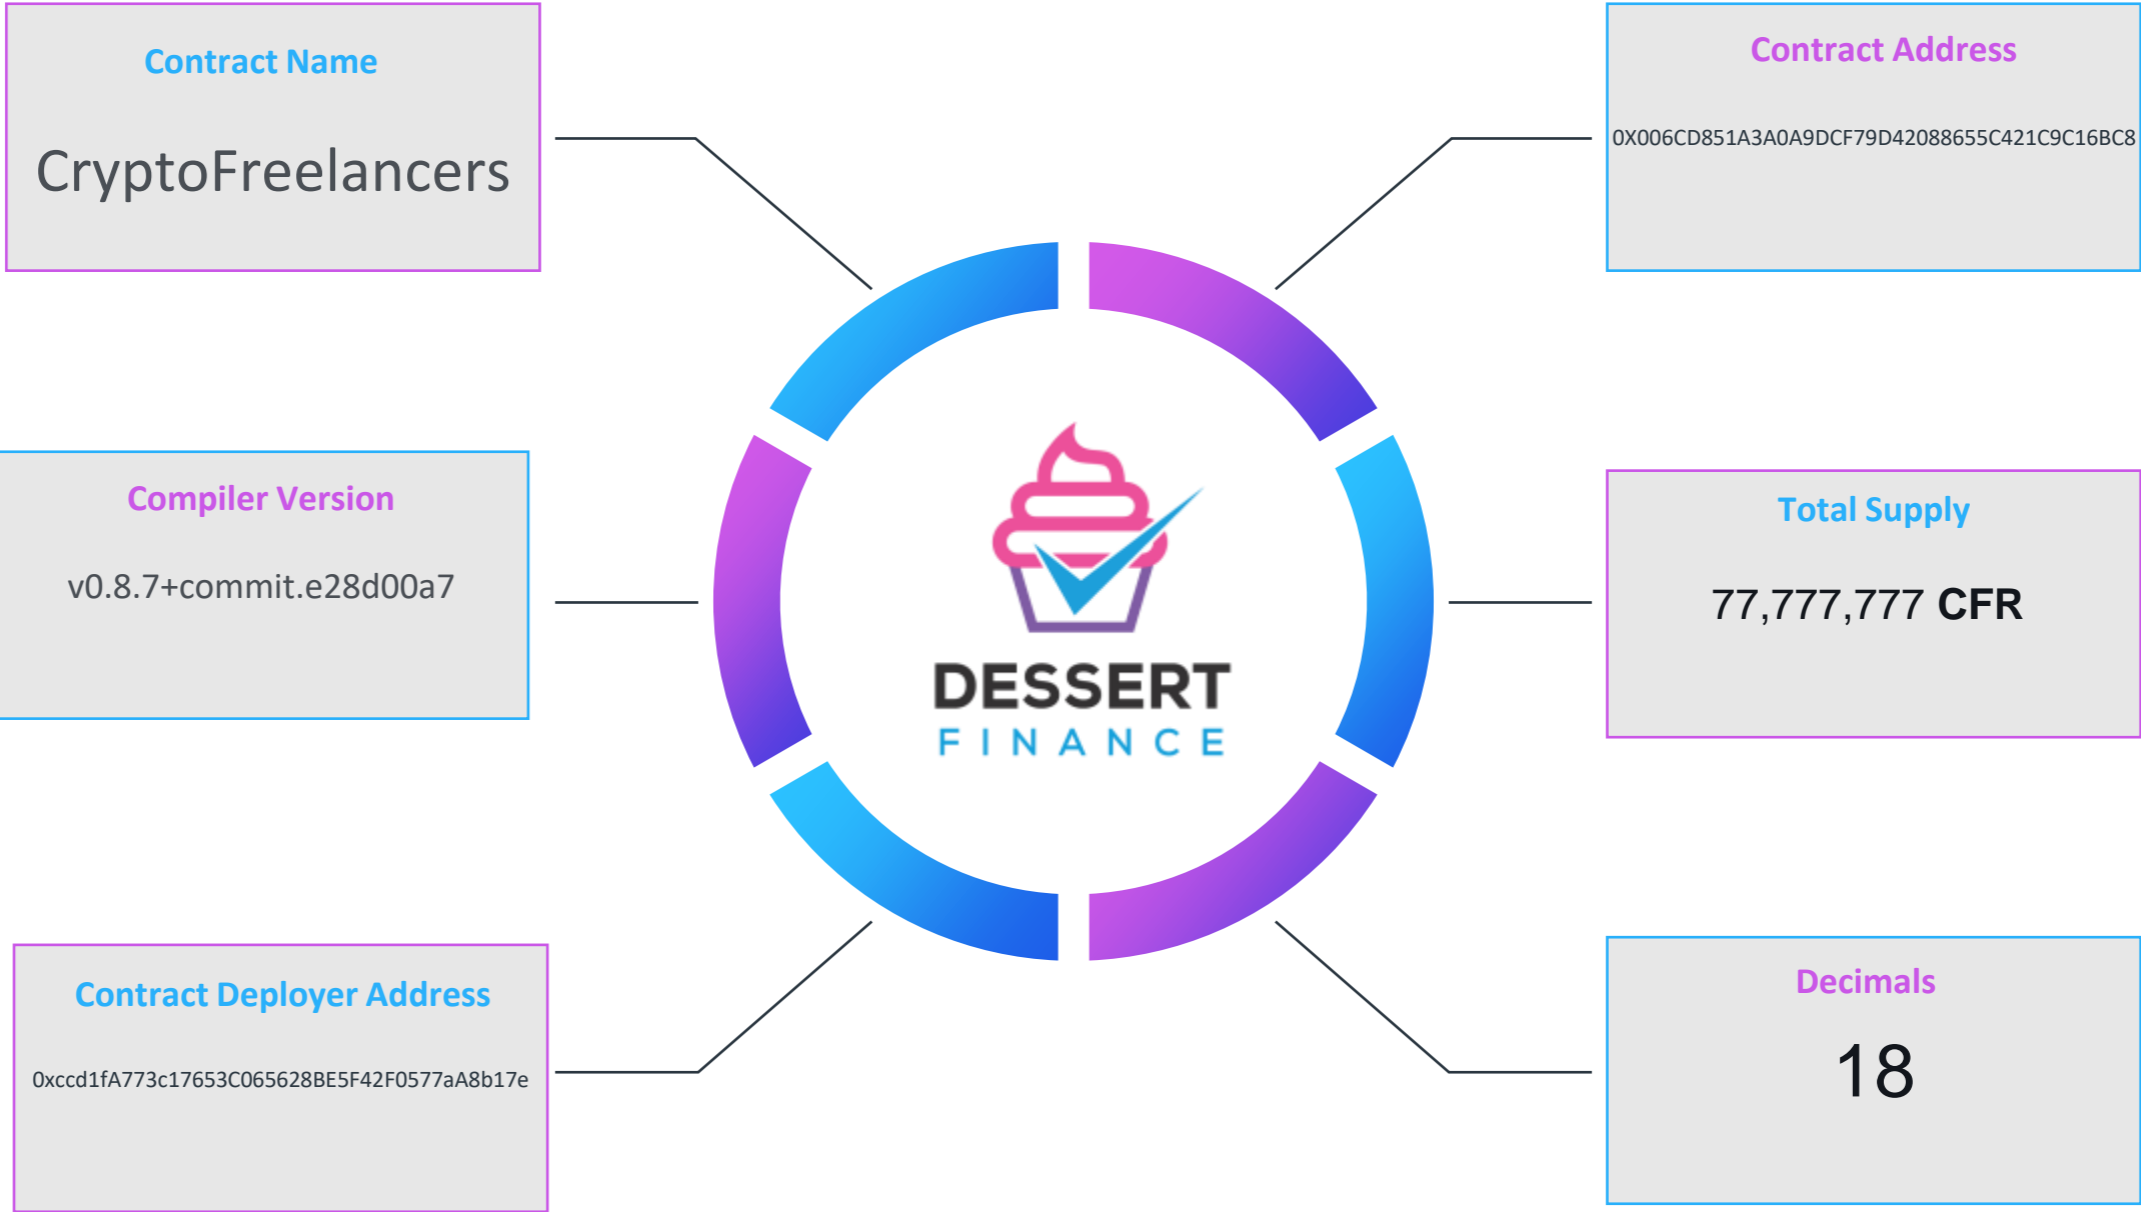 Contract Name
CryptoFreelancers
Contract Address
0X006CD851A3A0A9DCF79D42088655C421C9C16BC8
Compiler Version
v0.8.7+commit.e28d00a7
Total Supply
77,777,777 CFR
DESSERT
FINANCE
Contract Deployer Address
0xccd1fA773c17653C065628BE5F42F0577aA8b17e
Decimals
18